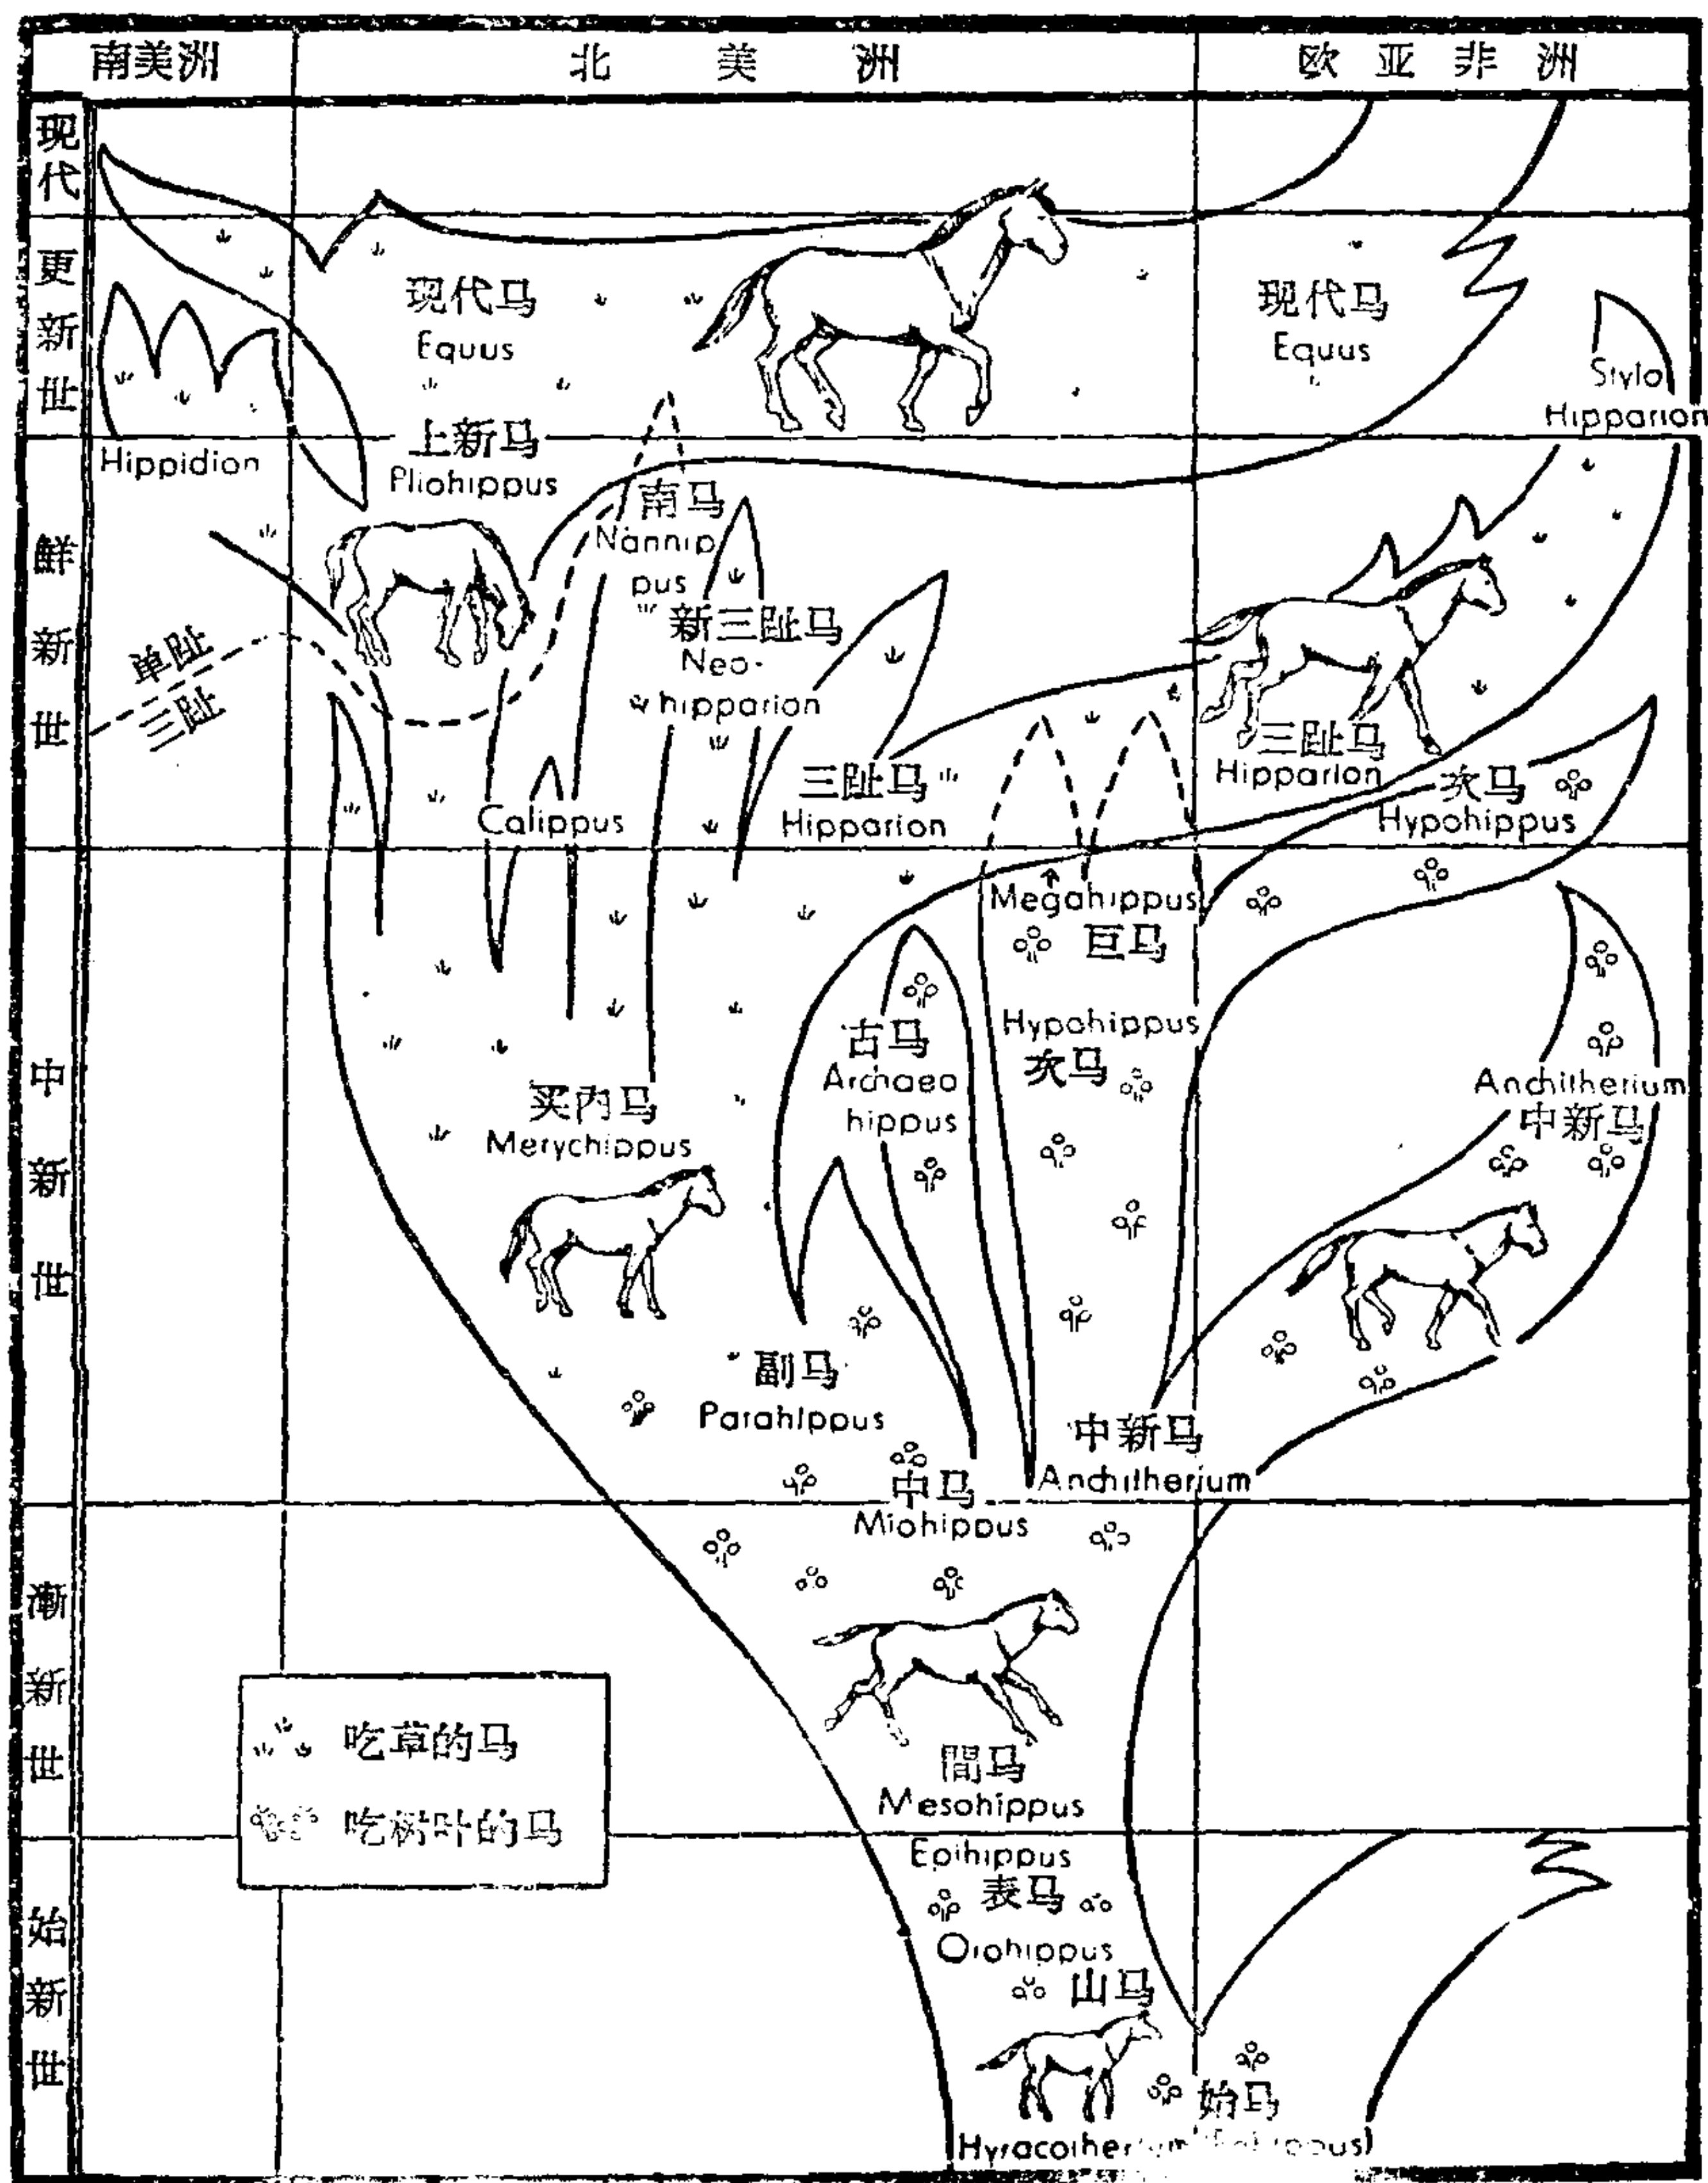 南美洲
北美洲
欧亚非洲
现代
更新世
鮮新世
中新世
漸新世
始新世
现代马
Equus
现代马
Equus
Stylo
Hipparion
Hippidion
上新马
Pliohippus
南马
Nannip
pus
新三趾马
Neo-
hipparion
单趾
三趾
Calippus
三趾马
Hipparion
三趾马
Hipparion
次马
Hypohippus
Megahippus
巨马
Hypohippus
次马
古马
Archaeo
hippus
Anchitherium
中新马
买内马
Merychippus
副马
Parahippus
中新马
Anchitherium
中马
Miohippus
間马
Mesohippus
Epihippus
表马
Orohippus
山马
始马
吃草的马
吃树叶的马